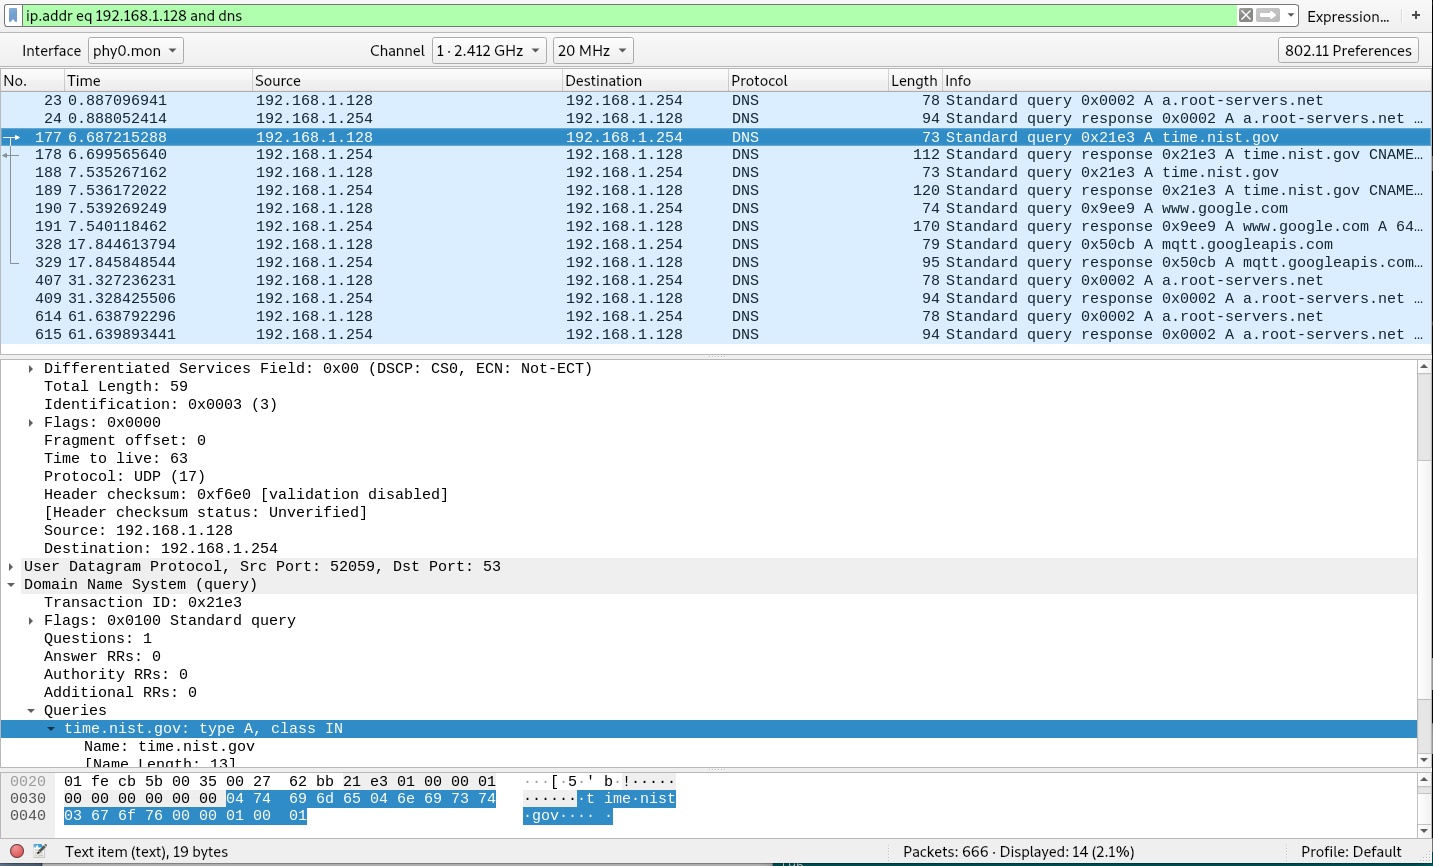 ip.addr eq 192.168.1.128 and dns Expression... +
Interface phy0.mon Channel 1 · 2.412 GHz 20 MHz 802.11 Preferences
No. Time Source Destination Protocol Length Info
23 0.887096941 192.168.1.128 192.168.1.254 DNS 78 Standard query 0x0002 A a.root-servers.net
24 0.888052414 192.168.1.254 192.168.1.128 DNS 94 Standard query response 0x0002 A a.root-servers.net …
177 6.687215288 192.168.1.128 192.168.1.254 DNS 73 Standard query 0x21e3 A time.nist.gov
178 6.699565640 192.168.1.254 192.168.1.128 DNS 112 Standard query response 0x21e3 A time.nist.gov CNAME…
188 7.535267162 192.168.1.128 192.168.1.254 DNS 73 Standard query 0x21e3 A time.nist.gov
189 7.536172022 192.168.1.254 192.168.1.128 DNS 120 Standard query response 0x21e3 A time.nist.gov CNAME…
190 7.539269249 192.168.1.128 192.168.1.254 DNS 74 Standard query 0x9ee9 A www.google.com
191 7.540118462 192.168.1.254 192.168.1.128 DNS 170 Standard query response 0x9ee9 A www.google.com A 64…
328 17.844613794 192.168.1.128 192.168.1.254 DNS 79 Standard query 0x50cb A mqtt.googleapis.com
329 17.845848544 192.168.1.254 192.168.1.128 DNS 95 Standard query response 0x50cb A mqtt.googleapis.com…
407 31.327236231 192.168.1.128 192.168.1.254 DNS 78 Standard query 0x0002 A a.root-servers.net
409 31.328425506 192.168.1.254 192.168.1.128 DNS 94 Standard query response 0x0002 A a.root-servers.net …
614 61.638792296 192.168.1.128 192.168.1.254 DNS 78 Standard query 0x0002 A a.root-servers.net
615 61.639893441 192.168.1.254 192.168.1.128 DNS 94 Standard query response 0x0002 A a.root-servers.net …
Differentiated Services Field: 0x00 (DSCP: CS0, ECN: Not-ECT)
Total Length: 59
Identification: 0x0003 (3)
Flags: 0x0000
Fragment offset: 0
Time to live: 63
Protocol: UDP (17)
Header checksum: 0xf6e0 [validation disabled]
[Header checksum status: Unverified]
Source: 192.168.1.128
Destination: 192.168.1.254
User Datagram Protocol, Src Port: 52059, Dst Port: 53
Domain Name System (query)
Transaction ID: 0x21e3
Flags: 0x0100 Standard query
Questions: 1
Answer RRs: 0
Authority RRs: 0
Additional RRs: 0
Queries
time.nist.gov: type A, class IN
Name: time.nist.gov
[Name Length: 13]
0020 01 fe cb 5b 00 35 00 27 62 bb 21 e3 01 00 00 01 ···[·5·' b·!·····
0030 00 00 00 00 00 00 04 74 69 6d 65 04 6e 69 73 74 ·······t ime·nist
0040 03 67 6f 76 00 00 01 00 01 ·gov···· ·
Text item (text), 19 bytes Packets: 666 · Displayed: 14 (2.1%) Profile: Default